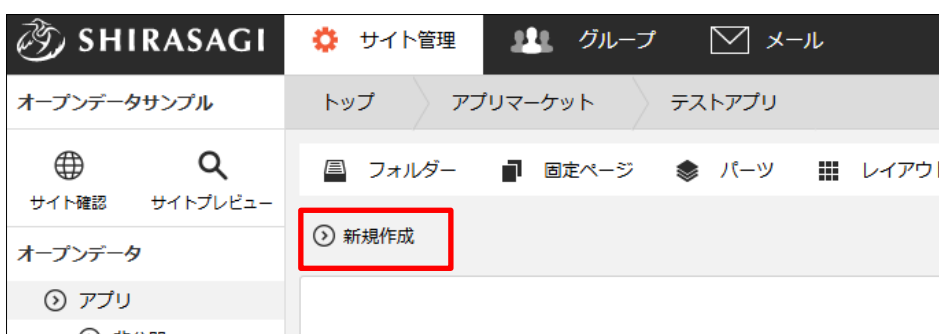 SHIRASAGI
サイト管理
グループ
メール
オープンデータサンプル
トップ
アプリマーケット
テストアプリ
サイト確認
サイトプレビュー
フォルダー
固定ページ
パーツ
レイアウ
新規作成
オープンデータ
アプリ